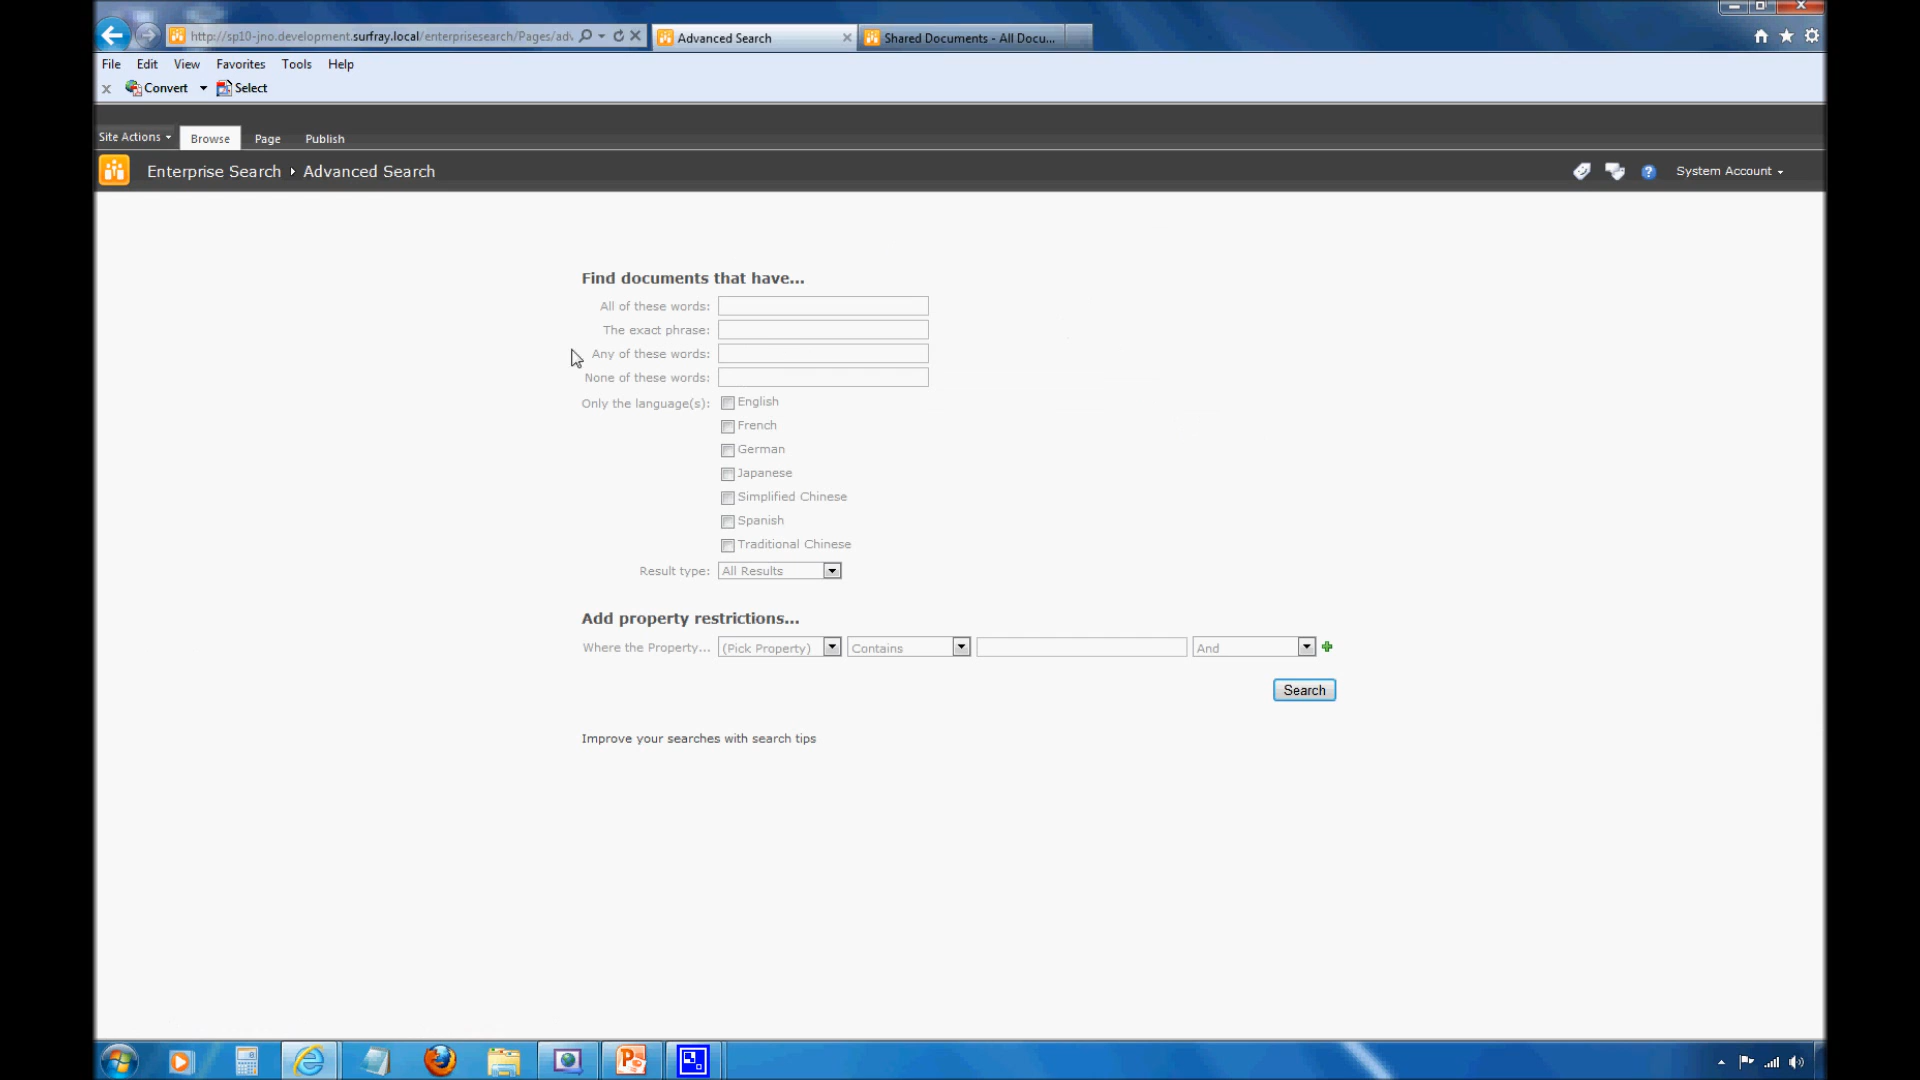 http://sp10-jno.development.surfray.local/enterprisesearch/Pages/adv
Advanced Search
Shared Documents - All Docu...
File Edit View Favorites Tools Help
x Convert Select
Site Actions Browse Page Publish
Enterprise Search Advanced Search
System Account
Find documents that have...
All of these words:
The exact phrase:
Any of these words:
None of these words:
Only the language(s): English
French
German
Japanese
Simplified Chinese
Spanish
Traditional Chinese
Result type: All Results
Add property restrictions...
Where the Property... (Pick Property) Contains And
Search
Improve your searches with search tips